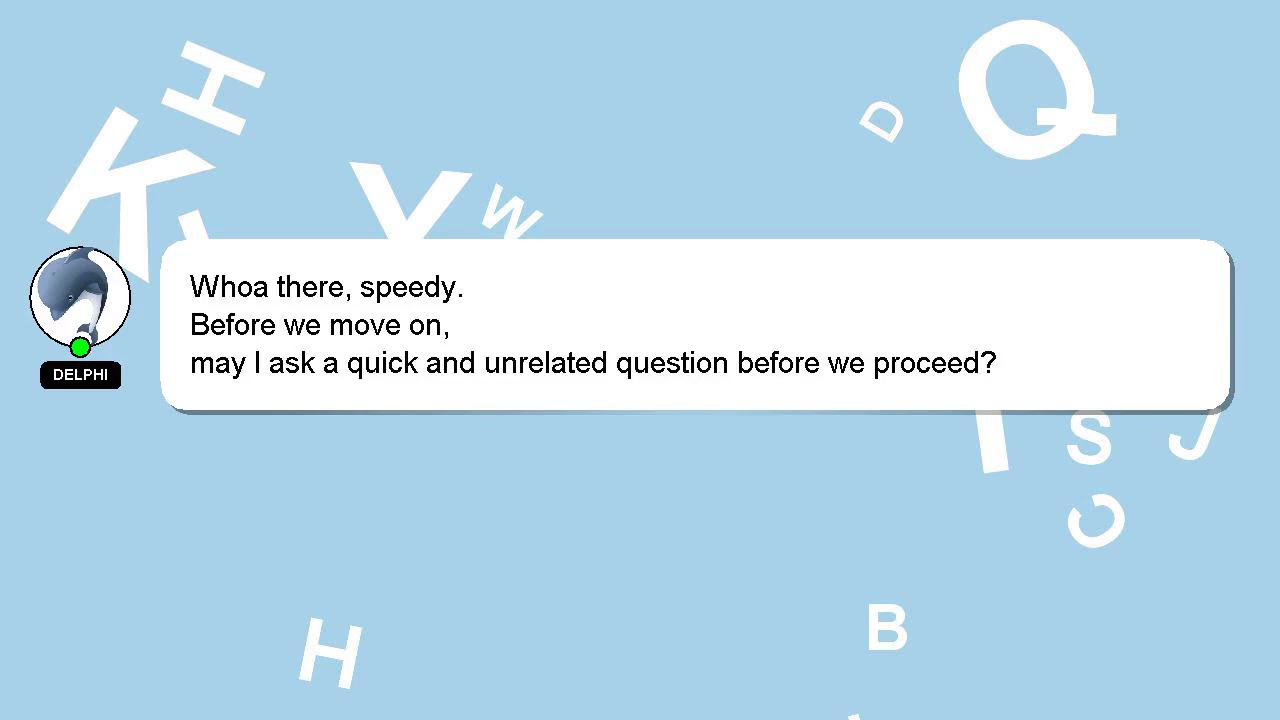 H
Q
D
K
Y
W
Whoa there, speedy.
Before we move on,
may I ask a quick and unrelated question before we proceed?
DELPHI
S
J
C
B
H